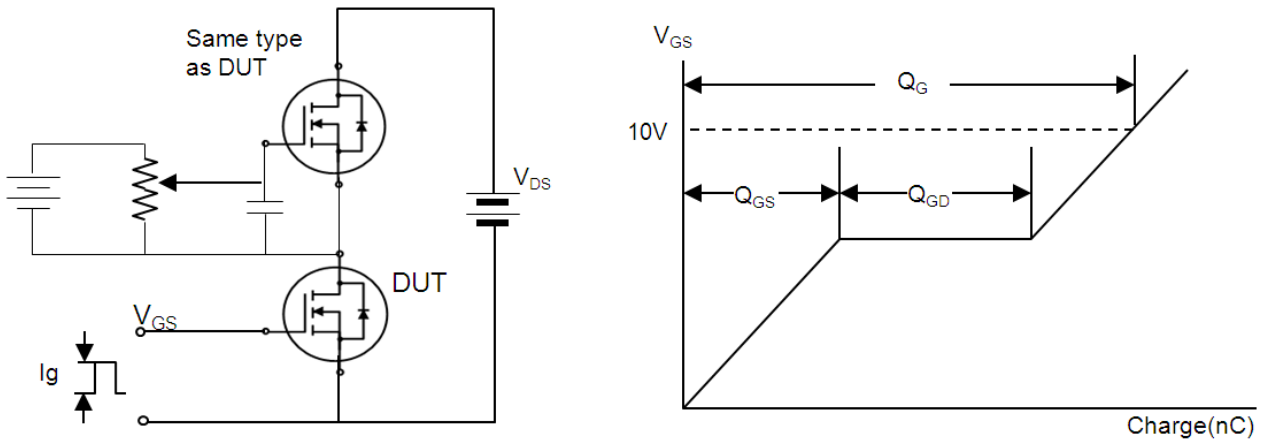 Same type
as DUT
V_DS
DUT
V_GS
Ig
V_GS
Q_G
10V
Q_GS
Q_GD
Charge(nC)